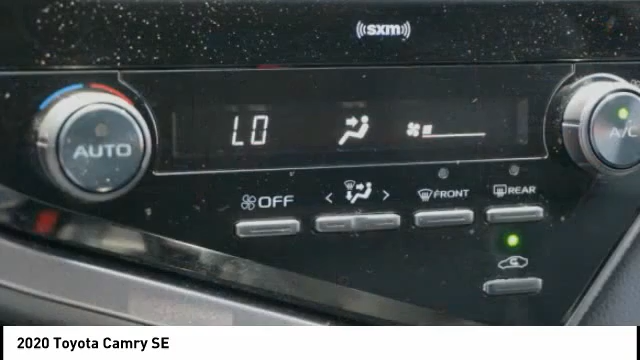 ((sxm))
AUTO
LO
A/C
OFF
< >
FRONT
REAR
2020 Toyota Camry SE